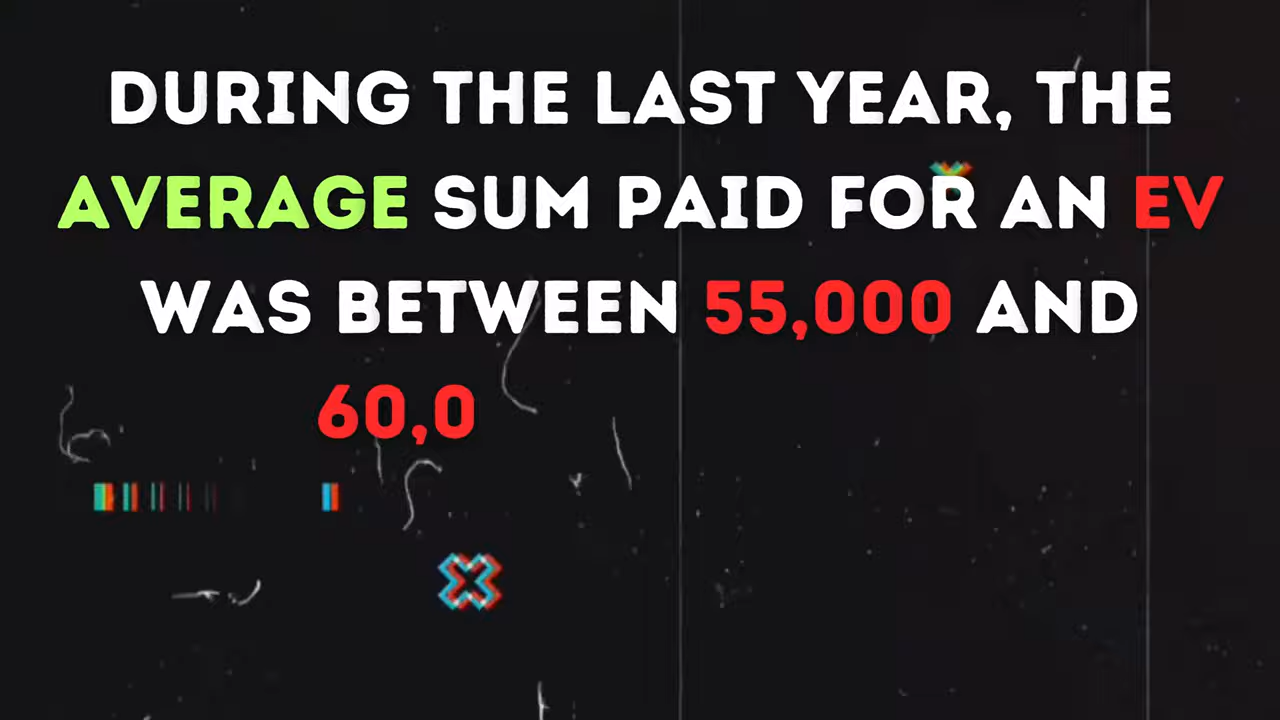 DURING THE LAST YEAR, THE
AVERAGE SUM PAID FOR AN EV
WAS BETWEEN 55,000 AND
60,0